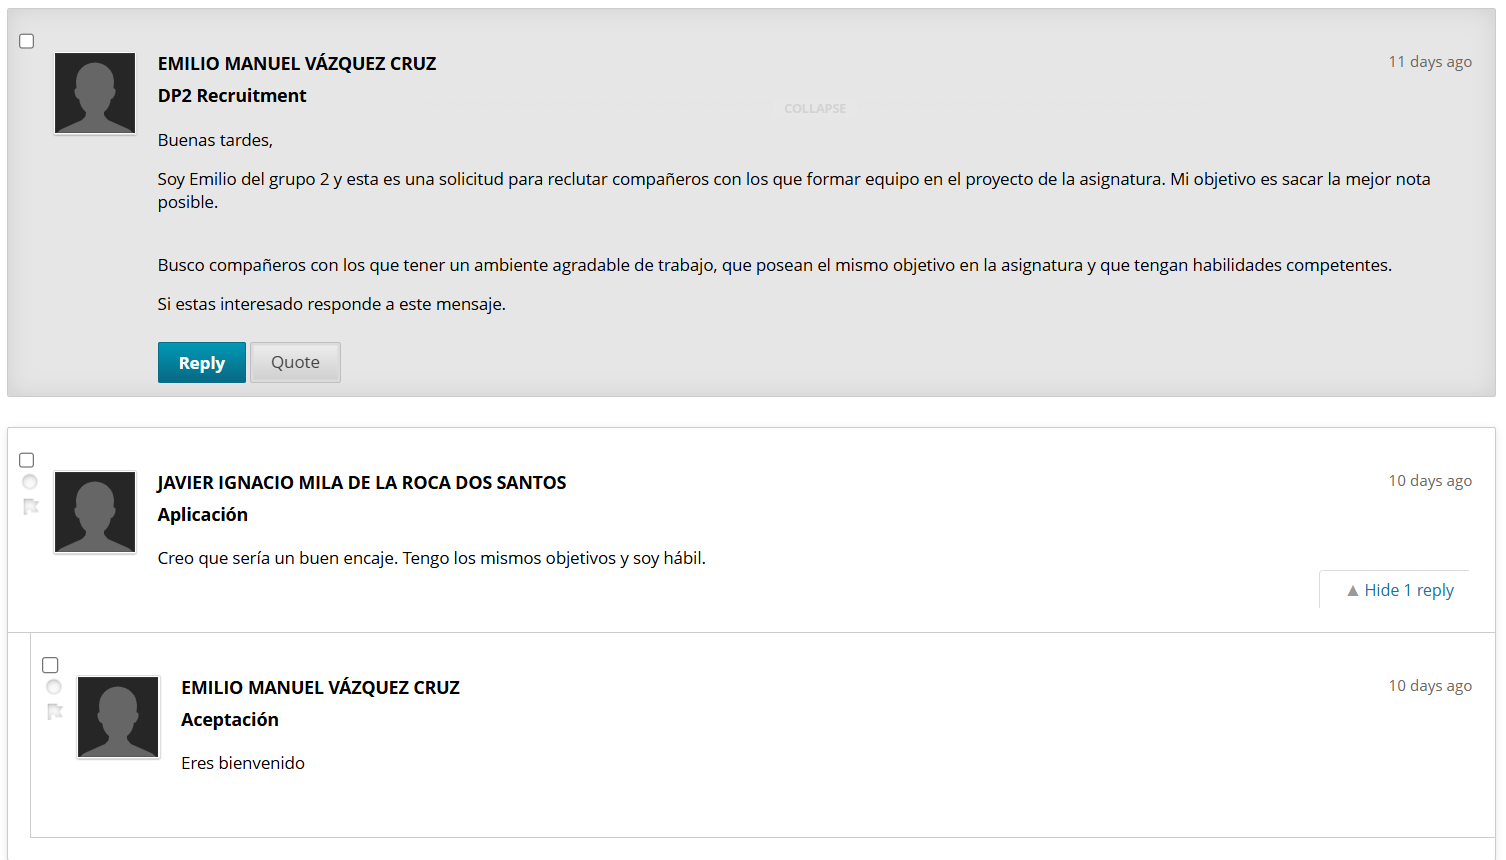 EMILIO MANUEL VÁZQUEZ CRUZ
11 days ago
DP2 Recruitment
COLLAPSE
Buenas tardes,
Soy Emilio del grupo 2 y esta es una solicitud para reclutar compañeros con los que formar equipo en el proyecto de la asignatura. Mi objetivo es sacar la mejor nota
posible.
Busco compañeros con los que tener un ambiente agradable de trabajo, que posean el mismo objetivo en la asignatura y que tengan habilidades competentes.
Si estas interesado responde a este mensaje.
Reply
Quote
JAVIER IGNACIO MILA DE LA ROCA DOS SANTOS
10 days ago
Aplicación
Creo que sería un buen encaje. Tengo los mismos objetivos y soy hábil.
Hide 1 reply
EMILIO MANUEL VÁZQUEZ CRUZ
10 days ago
Aceptación
Eres bienvenido